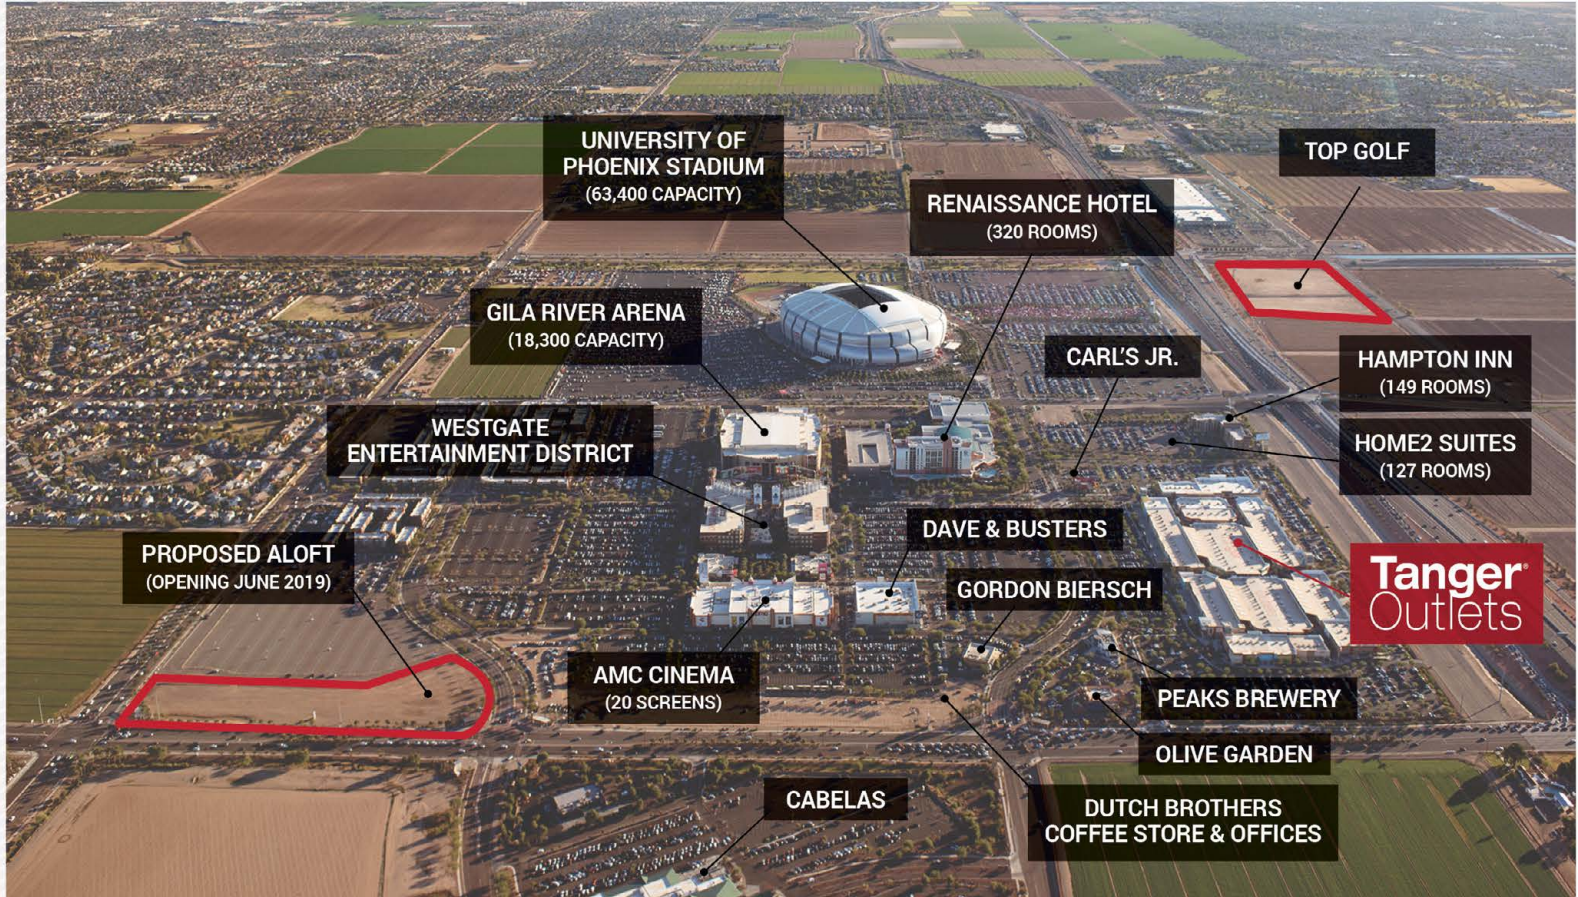 UNIVERSITY OF
PHOENIX STADIUM
(63,400 CAPACITY)
TOP GOLF
RENAISSANCE HOTEL
(320 ROOMS)
GILA RIVER ARENA
(18,300 CAPACITY)
CARL'S JR.
HAMPTON INN
(149 ROOMS)
WESTGATE
ENTERTAINMENT DISTRICT
HOME2 SUITES
(127 ROOMS)
DAVE & BUSTERS
PROPOSED ALOFT
(OPENING JUNE 2019)
GORDON BIERSCH
Tanger®
Outlets
AMC CINEMA
(20 SCREENS)
PEAKS BREWERY
OLIVE GARDEN
CABELAS
DUTCH BROTHERS
COFFEE STORE & OFFICES